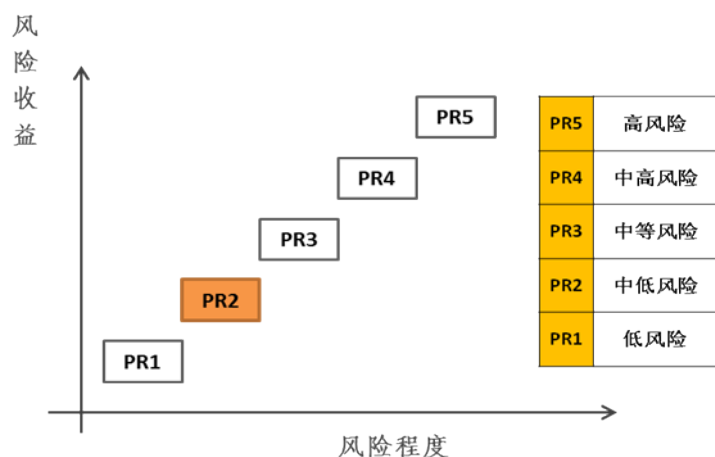 风险收益
PR5
PR4
PR3
PR2
PR1
风险程度
PR5 高风险
PR4 中高风险
PR3 中等风险
PR2 中低风险
PR1 低风险